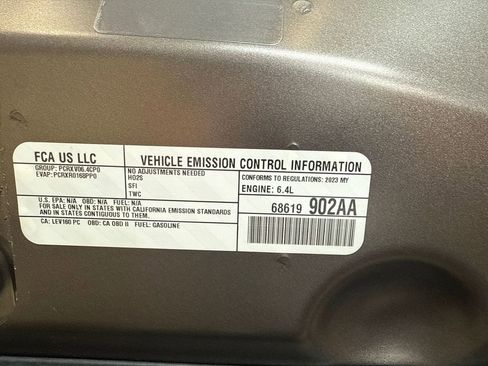 FCA US LLC
GROUP: PCRXV06.4CP0
EVAP: PCRXR0168PP0
VEHICLE EMISSION CONTROL INFORMATION
NO ADJUSTMENTS NEEDED
HO2S
SFI
TWC
CONFORMS TO REGULATIONS: 2023 MY
ENGINE: 6.4L
U.S. EPA: N/A OBD: N/A FUEL: N/A
FOR SALE ONLY IN STATES WITH CALIFORNIA EMISSION STANDARDS
AND IN STATES CONTIGUOUS TO THEM.
CA: LEV160 PC OBD: CA OBD II FUEL: GASOLINE
68619 902AA